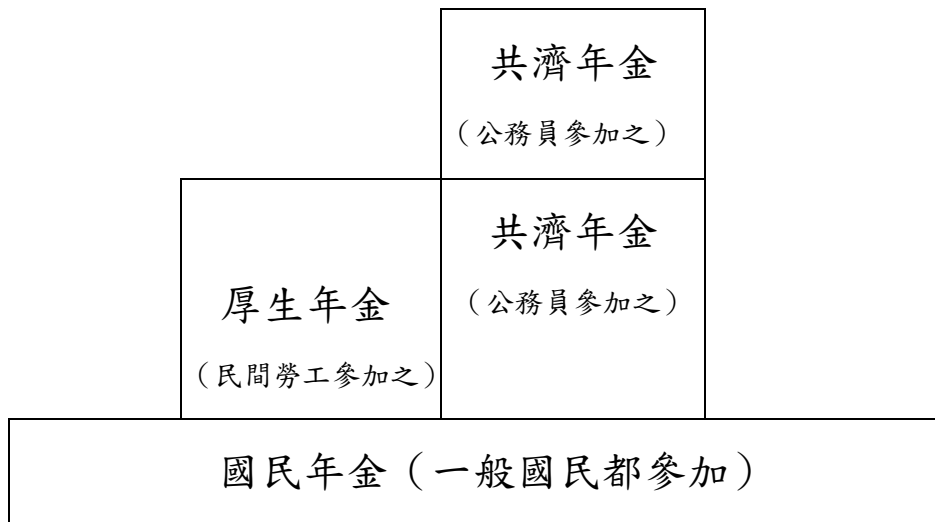 共濟年金
（公務員參加之）
共濟年金
（公務員參加之）
厚生年金
（民間勞工參加之）
國民年金（一般國民都參加）